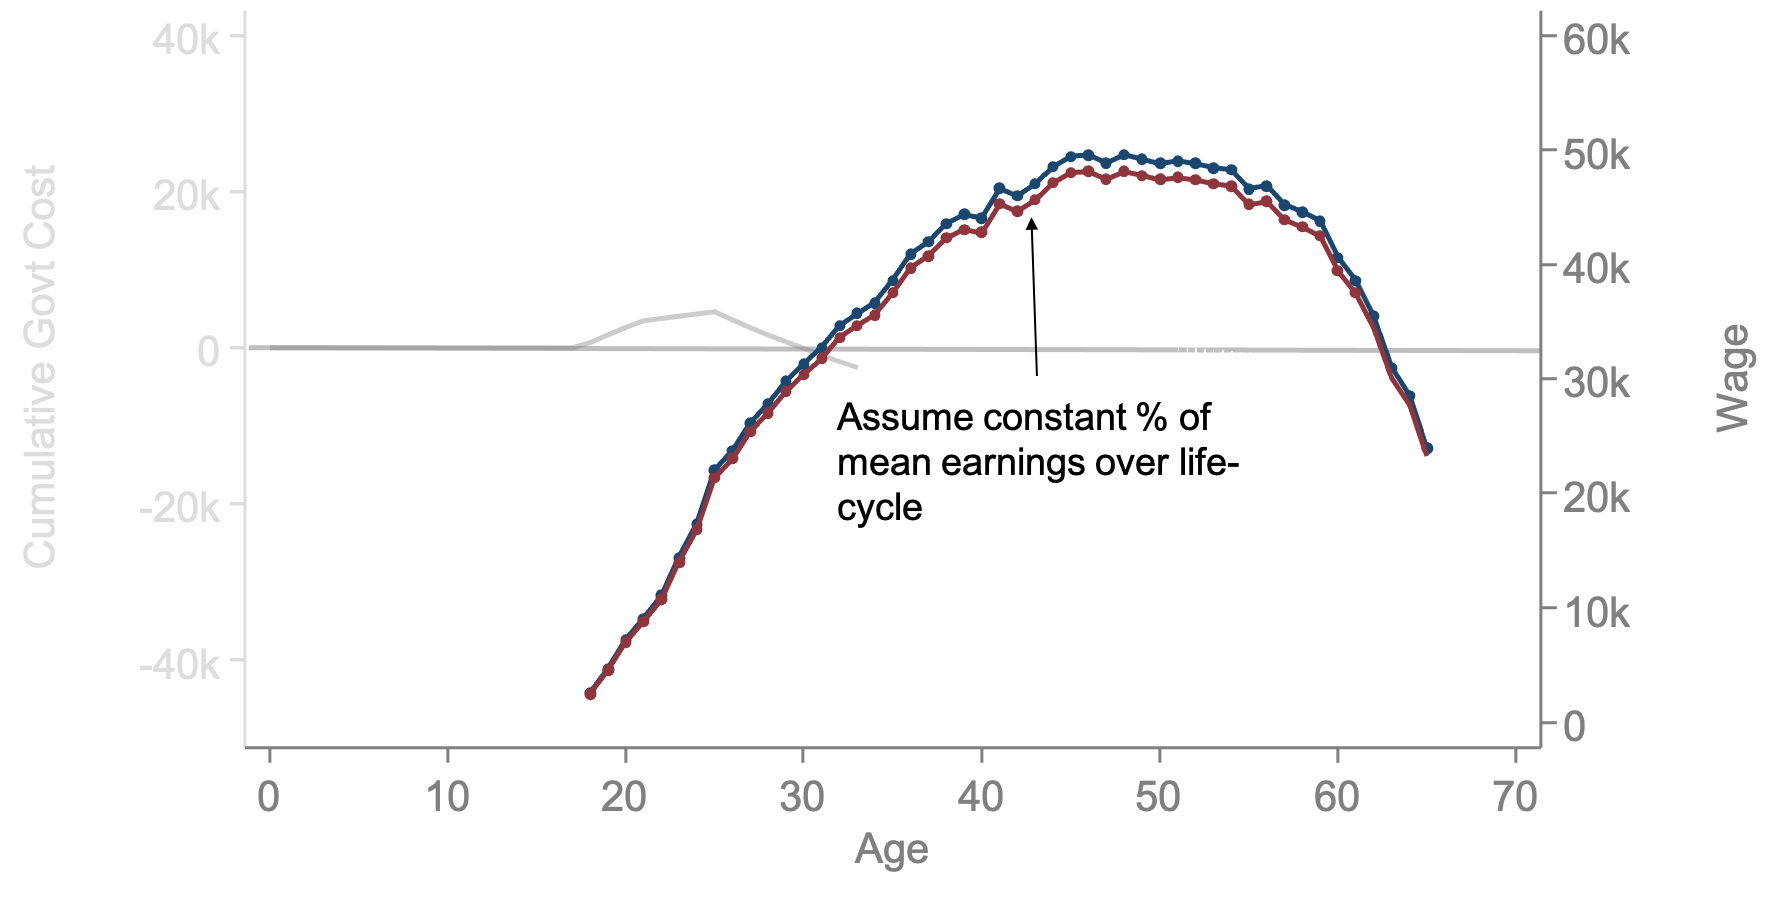 40k
20k
0
-20k
-40k
Cumulative Govt Cost
60k
50k
40k
30k
20k
10k
0
Wage
Assume constant % of
mean earnings over life-
cycle
0 10 20 30 40 50 60 70
Age